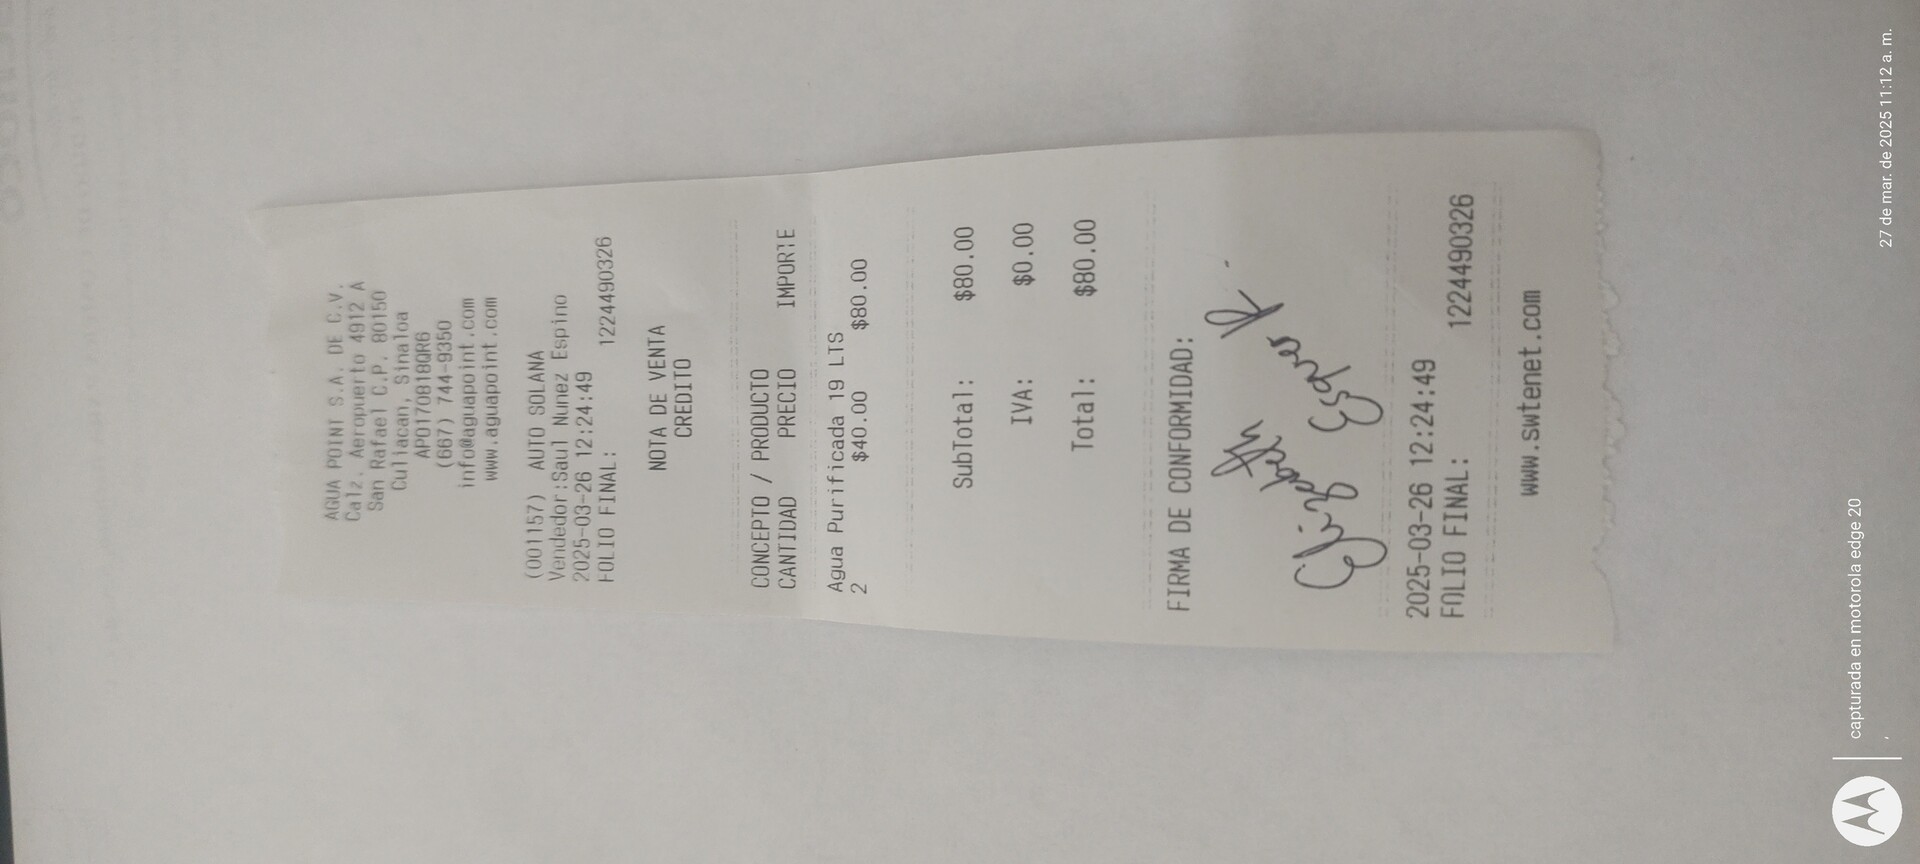 AGUA POINT S.A. DE C.V.
Calz. Aeropuerto 4912 A
San Rafael C.P. 80150
Culiacan, Sinaloa
APO170818QR6
(667) 744-9350
info@aguapoint.com
www.aguapoint.com
(001157) AUTO SOLANA
Vendedor:Saul Nunez Espino
2025-03-26 12:24:49
FOLIO FINAL: 1224490326
NOTA DE VENTA
CREDITO
CONCEPTO / PRODUCTO
CANTIDAD PRECIO IMPORTE
Agua Purificada 19 LTS
2 $40.00 $80.00
SubTotal: $80.00
IVA: $0.00
Total: $80.00
FIRMA DE CONFORMIDAD:
2025-03-26 12:24:49
FOLIO FINAL: 1224490326
www.swtenet.com
capturada en motorola edge 20
27 de mar. de 2025 11:12 a. m.